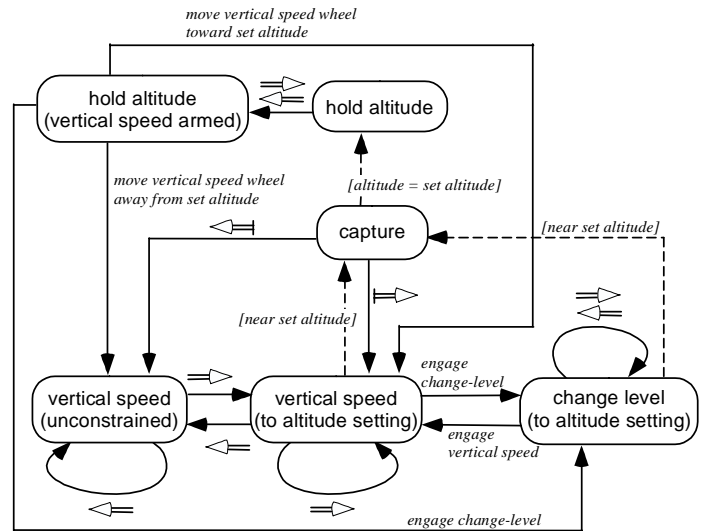 move vertical speed wheel
toward set altitude
hold altitude
(vertical speed armed)
hold altitude
move vertical speed wheel
away from set altitude
[altitude = set altitude]
capture
[near set altitude]
[near set altitude]
vertical speed
(unconstrained)
vertical speed
(to altitude setting)
engage
change-level
change level
(to altitude setting)
engage
vertical speed
engage change-level